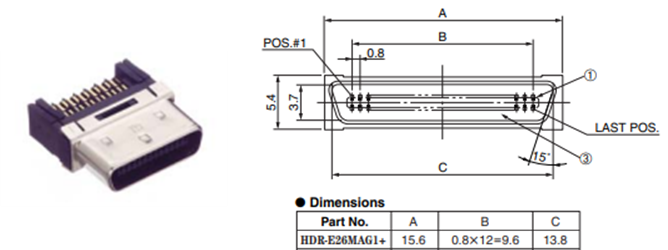 A
B
POS.#1
0.8
①
5.4
3.7
LAST POS.
15°
③
C
● Dimensions
Part No. A B C
HDR-E26MAG1+ 15.6 0.8×12=9.6 13.8